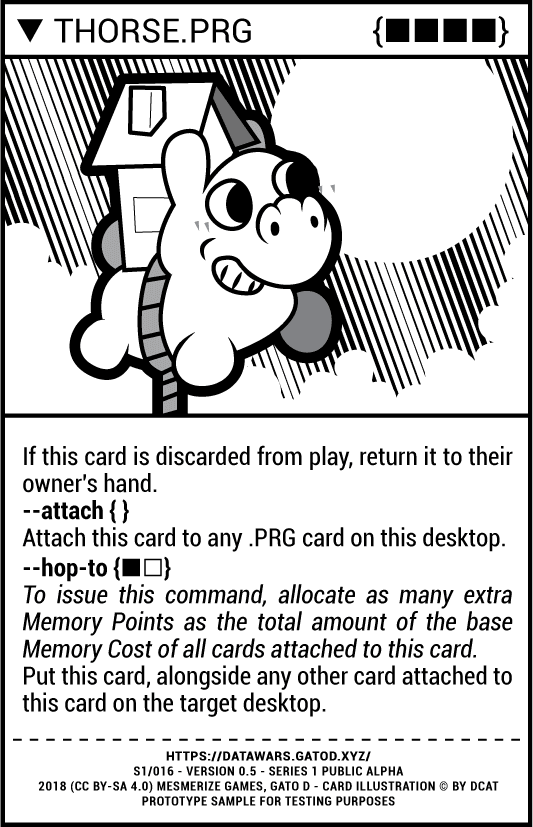 ▼ THORSE.PRG {■■■■}
If this card is discarded from play, return it to their
owner's hand.
--attach { }
Attach this card to any .PRG card on this desktop.
--hop-to {■□}
To issue this command, allocate as many extra
Memory Points as the total amount of the base
Memory Cost of all cards attached to this card.
Put this card, alongside any other card attached to
this card on the target desktop.
HTTPS://DATAWARS.GATOD.XYZ/
S1/016 - VERSION 0.5 - SERIES 1 PUBLIC ALPHA
2018 (CC BY-SA 4.0) MESMERIZE GAMES, GATO D - CARD ILLUSTRATION © BY DCAT
PROTOTYPE SAMPLE FOR TESTING PURPOSES